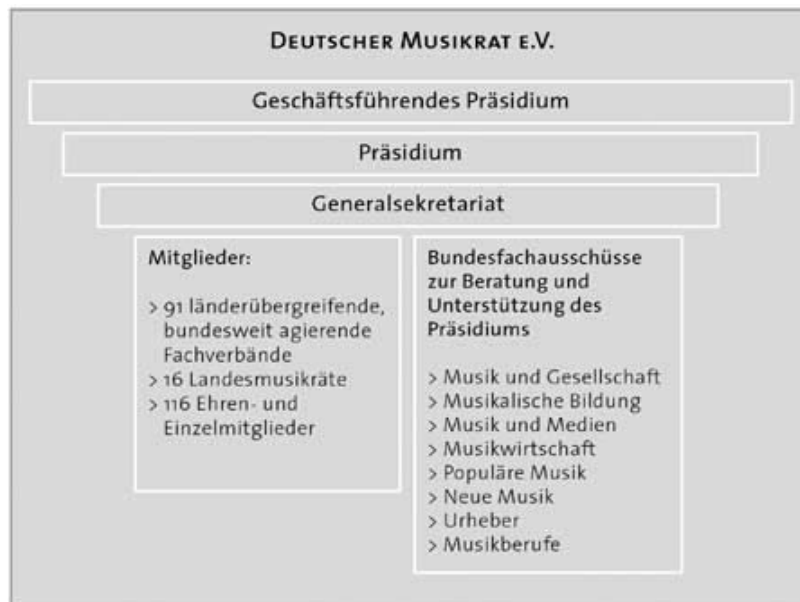 DEUTSCHER MUSIKRAT E.V.
Geschäftsführendes Präsidium
Präsidium
Generalsekretariat
Mitglieder:
> 91 länderübergreifende,
bundesweit agierende
Fachverbände
> 16 Landesmusikräte
> 116 Ehren- und
Einzelmitglieder
Bundesfachausschüsse
zur Beratung und
Unterstützung des
Präsidiums
> Musik und Gesellschaft
> Musikalische Bildung
> Musik und Medien
> Musikwirtschaft
> Populäre Musik
> Neue Musik
> Urheber
> Musikberufe